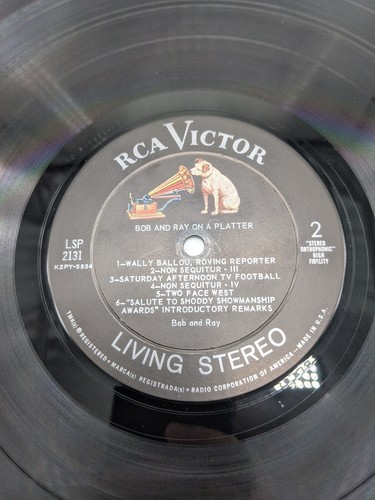 RCA VICTOR
BOB AND RAY ON A PLATTER
LSP
2131
K2PY-5834
2
"STEREO
ORTHOPHONIC"
HIGH
FIDELITY
1-WALLY BALLOU, ROVING REPORTER
2-NON SEQUITUR - III
3-SATURDAY AFTERNOON TV FOOTBALL
4-NON SEQUITUR - IV
5-TWO FACE WEST
6-"SALUTE TO SHODDY SHOWMANSHIP
AWARDS" INTRODUCTORY REMARKS
Bob and Ray
LIVING STEREO
TMK(s) ® REGISTERED • MARCA(s) REGISTRADA(s) • RADIO CORPORATION OF AMERICA—MADE IN U.S.A.